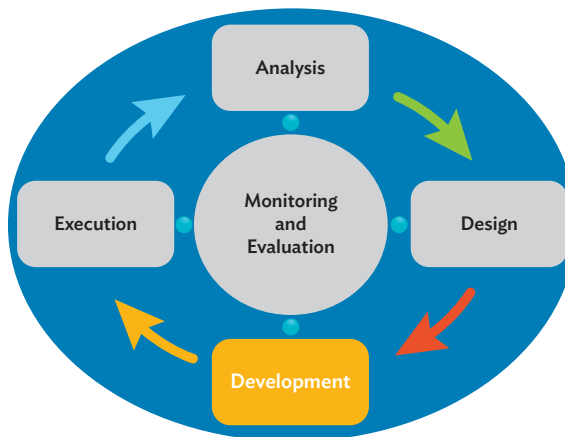 Analysis
Execution
Monitoring
and
Evaluation
Design
Development